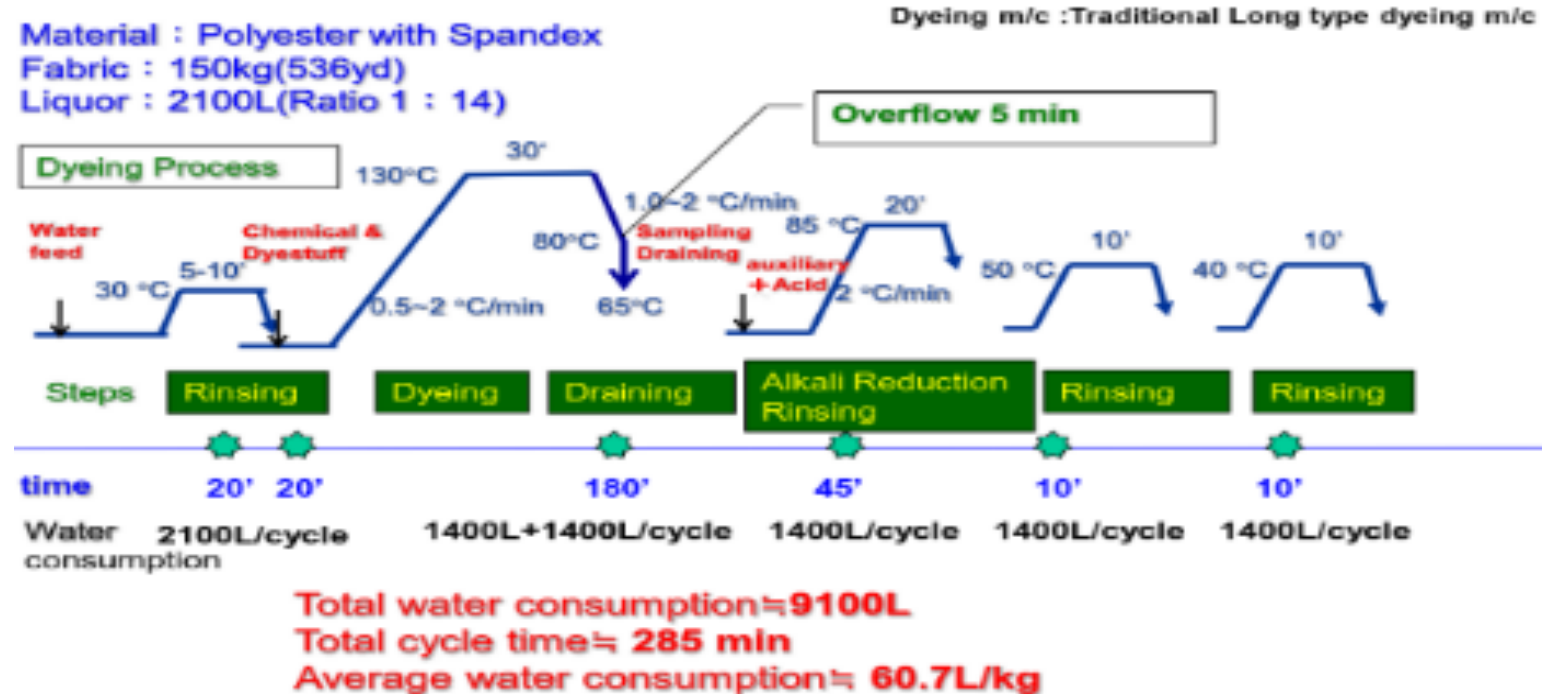 Dyeing m/c :Traditional Long type dyeing m/c
Material : Polyester with Spandex
Fabric : 150kg(536yd)
Liquor : 2100L(Ratio 1 : 14)
Overflow 5 min
Dyeing Process
30'
130°C
1.0~2 °C/min
20'
85 °C
Water
feed
Chemical &
Dyestuff
80°C
Sampling
Draining
10'
10'
5-10'
auxiliary
+Acid
50 °C
40 °C
30 °C
0.5~2 °C/min
65°C
2 °C/min
Steps
Rinsing
Dyeing
Draining
Alkali Reduction
Rinsing
Rinsing
Rinsing
time
20'
20'
180'
45'
10'
10'
Water
consumption
2100L/cycle
1400L+1400L/cycle
1400L/cycle
1400L/cycle
1400L/cycle
Total water consumption≒9100L
Total cycle time≒ 285 min
Average water consumption≒ 60.7L/kg